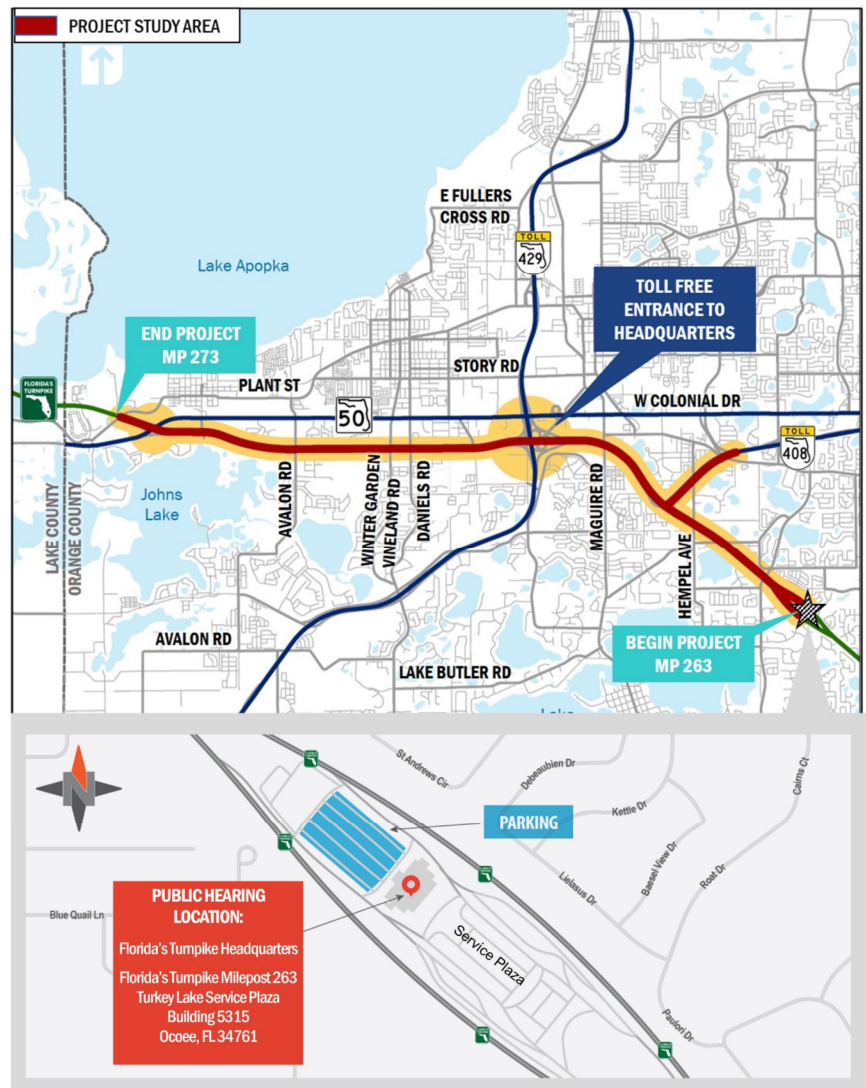 PROJECT STUDY AREA
E FULLERS
CROSS RD
TOLL
429
Lake Apopka
TOLL FREE
ENTRANCE TO
HEADQUARTERS
END PROJECT
MP 273
STORY RD
FLORIDA'S
TURNPIKE
PLANT ST
50
W COLONIAL DR
TOLL
408
Johns
Lake
LAKE COUNTY
ORANGE COUNTY
AVALON RD
WINTER GARDEN
VINELAND RD
DANIELS RD
MAGUIRE RD
HEMPEL AVE
AVALON RD
BEGIN PROJECT
MP 263
LAKE BUTLER RD
Lake
N
St Andrews Cir
Debeaubien Dr
Cairns Ct
Kettle Dr
PARKING
Baesel View Dr
Roat Dr
Lielasus Dr
PUBLIC HEARING
LOCATION:
Blue Quail Ln
Florida's Turnpike Headquarters
Florida's Turnpike Milepost 263
Turkey Lake Service Plaza
Building 5315
Ocoee, FL 34761
Service Plaza
Paulori Dr